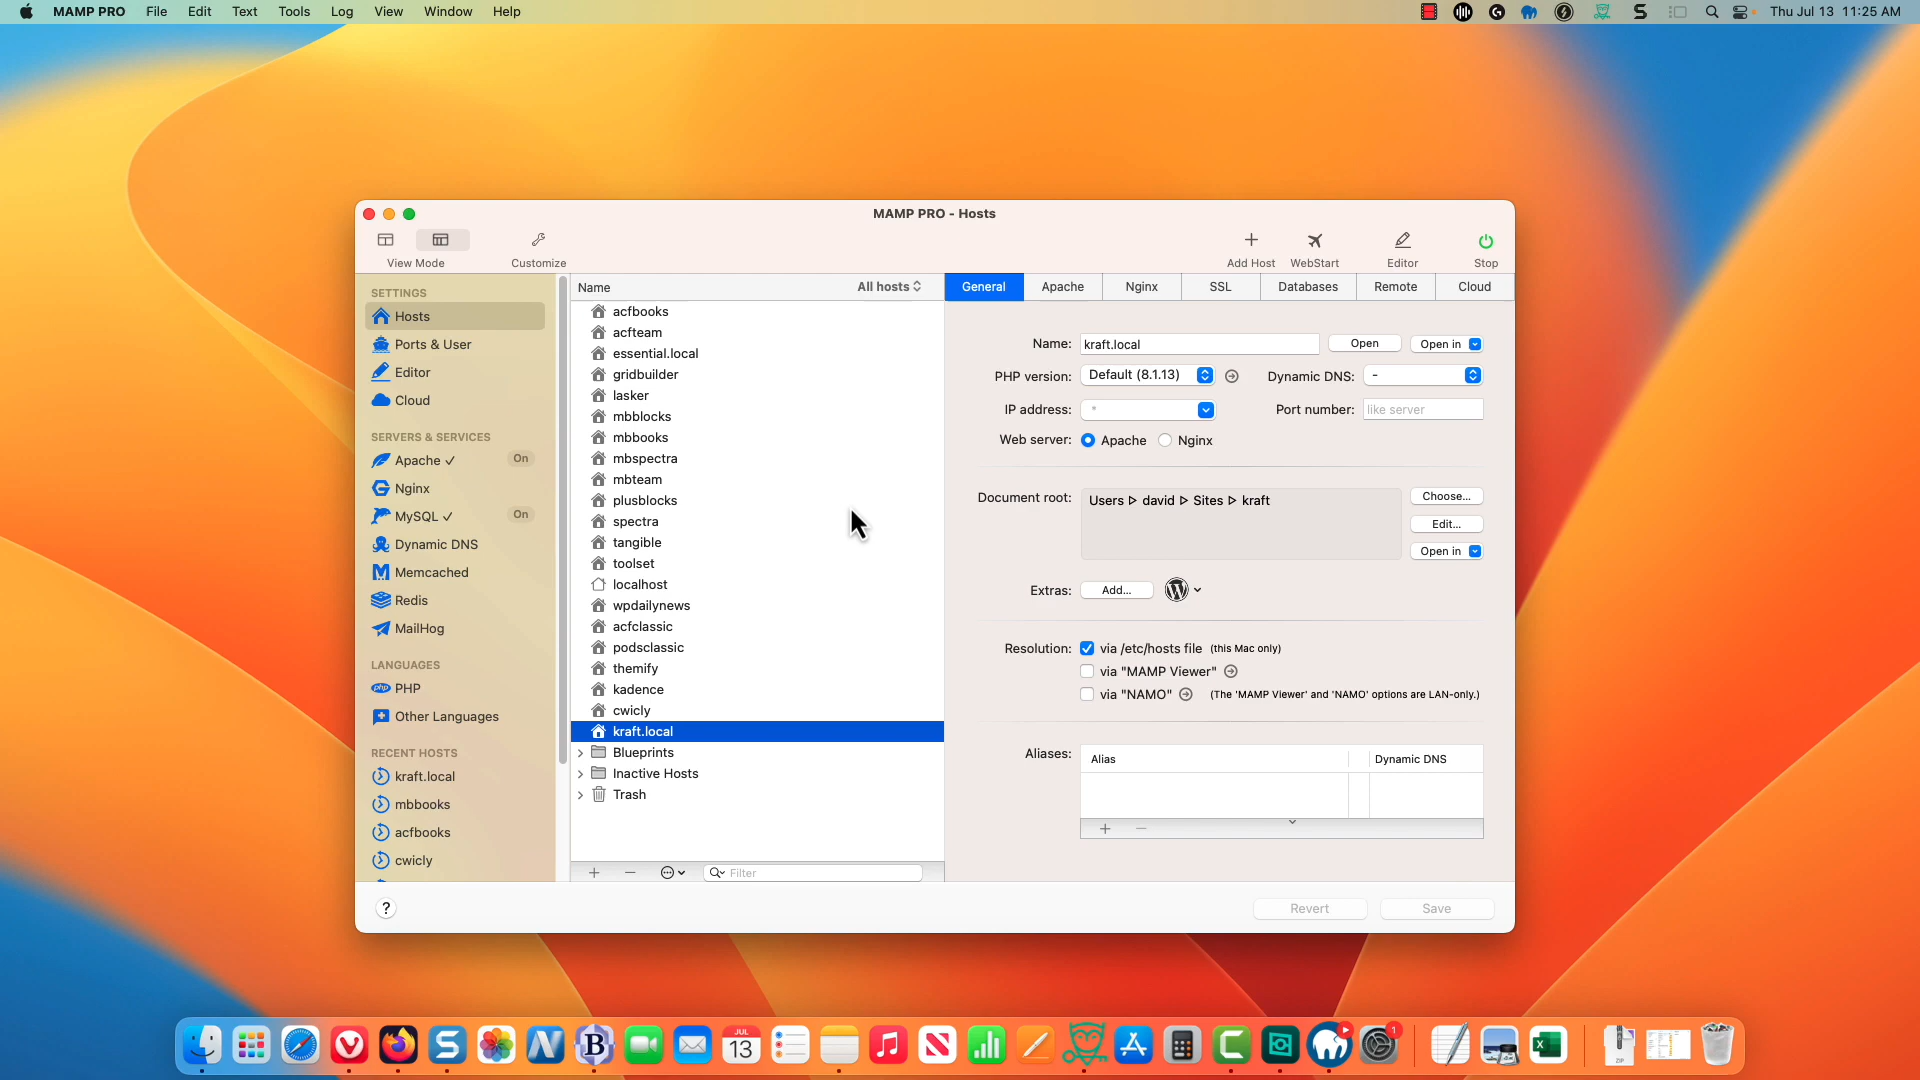 MAMP PRO File Edit Text Tools Log View Window Help Thu Jul 13 11:25 AM
MAMP PRO - Hosts
View Mode Customize Add Host WebStart Editor Stop
SETTINGS
Hosts
Ports & User
Editor
Cloud
SERVERS & SERVICES
Apache ✓ On
Nginx
MySQL ✓ On
Dynamic DNS
Memcached
Redis
MailHog
LANGUAGES
php PHP
Other Languages
RECENT HOSTS
kraft.local
mbbooks
acfbooks
cwicly
Name All hosts
acfbooks
acfteam
essential.local
gridbuilder
lasker
mbblocks
mbbooks
mbspectra
mbteam
plusblocks
spectra
tangible
toolset
localhost
wpdailynews
acfclassic
podsclassic
themify
kadence
cwicly
kraft.local
Blueprints
Inactive Hosts
Trash
Filter
General Apache Nginx SSL Databases Remote Cloud
Name: kraft.local Open Open in
PHP version: Default (8.1.13) Dynamic DNS: -
IP address: * Port number: like server
Web server: Apache Nginx
Document root: Users ▷ david ▷ Sites ▷ kraft Choose...
Edit...
Open in
Extras: Add...
Resolution: via /etc/hosts file (this Mac only)
via "MAMP Viewer"
via "NAMO" (The 'MAMP Viewer' and 'NAMO' options are LAN-only.)
Aliases: Alias Dynamic DNS
? Revert Save
JUL
13
1
ZIP